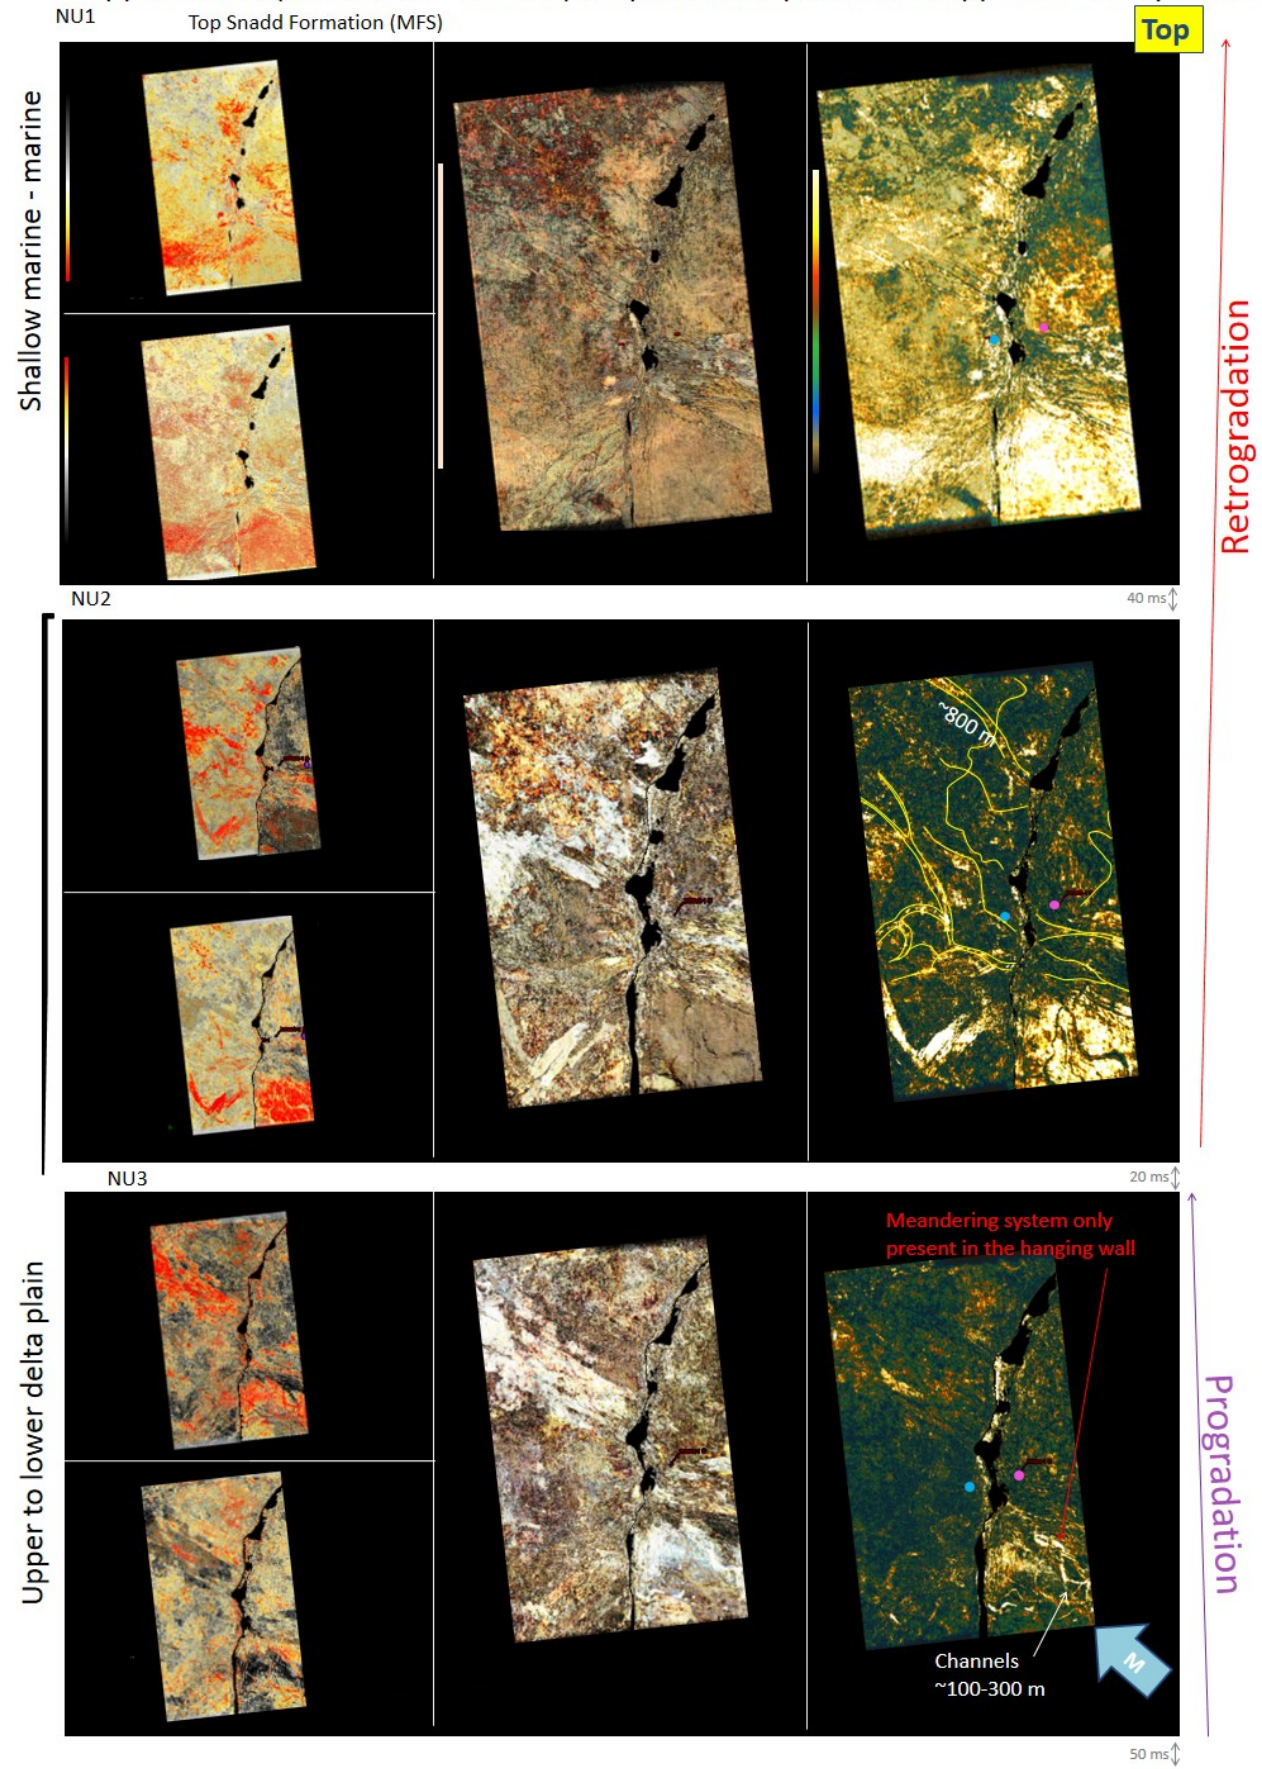 NU1
Top Snadd Formation (MFS)
Top
Shallow marine - marine
Retrogradation
40 ms
NU2
~800 m
20 ms
NU3
Meandering system only
present in the hanging wall
Upper to lower delta plain
Progradation
Channels
~100-300 m
M
50 ms